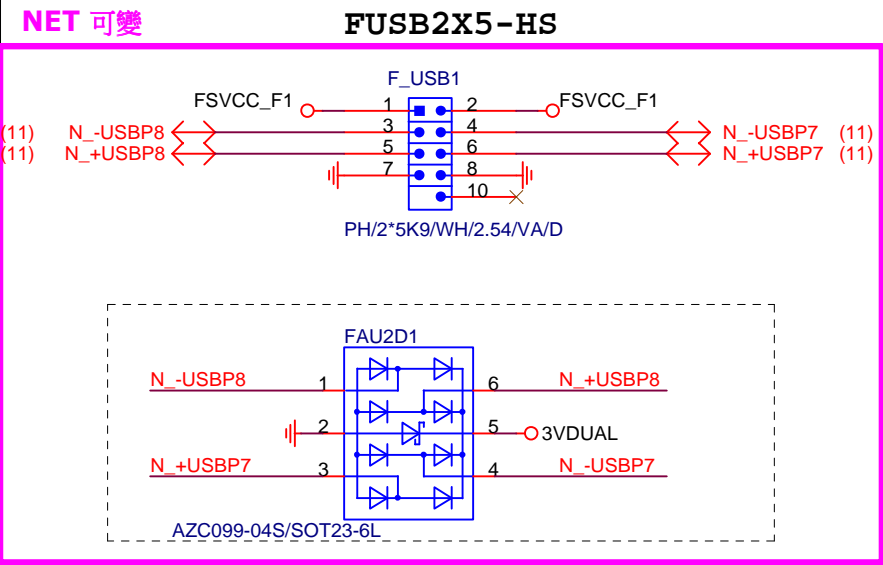 NET 可變 FUSB2X5-HS
F_USB1
FSVCC_F1 1 2 FSVCC_F1
(11) N_-USBP8 3 4 N_-USBP7 (11)
(11) N_+USBP8 5 6 N_+USBP7 (11)
7 8
10
PH/2*5K9/WH/2.54/VA/D
FAU2D1
N_-USBP8 1 6 N_+USBP8
2 5 3VDUAL
N_+USBP7 3 4 N_-USBP7
AZC099-04S/SOT23-6L